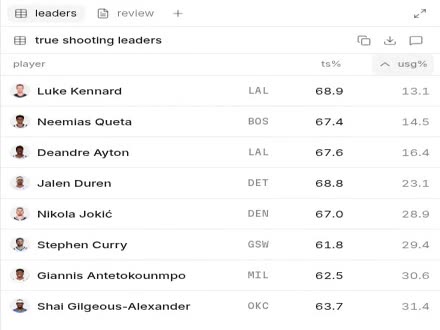 leaders review +
true shooting leaders
player ts% usg%
Luke Kennard LAL 68.9 13.1
Neemias Queta BOS 67.4 14.5
Deandre Ayton LAL 67.6 16.4
Jalen Duren DET 68.8 23.1
Nikola Jokić DEN 67.0 28.9
Stephen Curry GSW 61.8 29.4
Giannis Antetokounmpo MIL 62.5 30.6
Shai Gilgeous-Alexander OKC 63.7 31.4